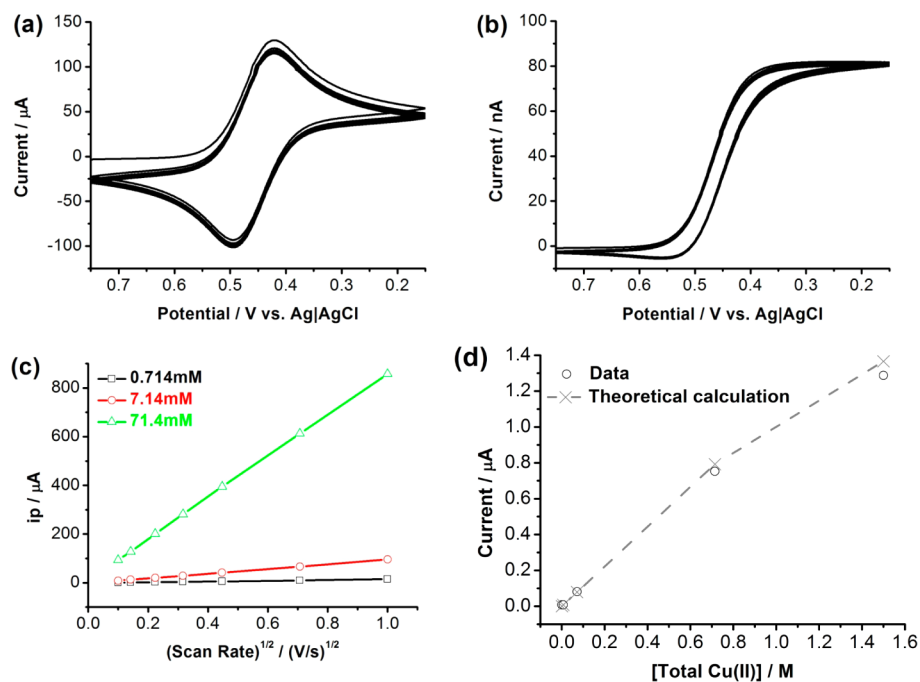 (a)
150
100
50
0
-50
-100
Current / μA
0.7 0.6 0.5 0.4 0.3 0.2
Potential / V vs. Ag|AgCl
(b)
100
80
60
40
20
0
Current / nA
0.7 0.6 0.5 0.4 0.3 0.2
Potential / V vs. Ag|AgCl
(c)
0.714mM
7.14mM
71.4mM
800
600
400
200
0
ip / μA
0.0 0.2 0.4 0.6 0.8 1.0
(Scan Rate)^1/2 / (V/s)^1/2
(d)
Data
Theoretical calculation
1.4
1.2
1.0
0.8
0.6
0.4
0.2
0.0
Current / μA
0.0 0.2 0.4 0.6 0.8 1.0 1.2 1.4 1.6
[Total Cu(II)] / M